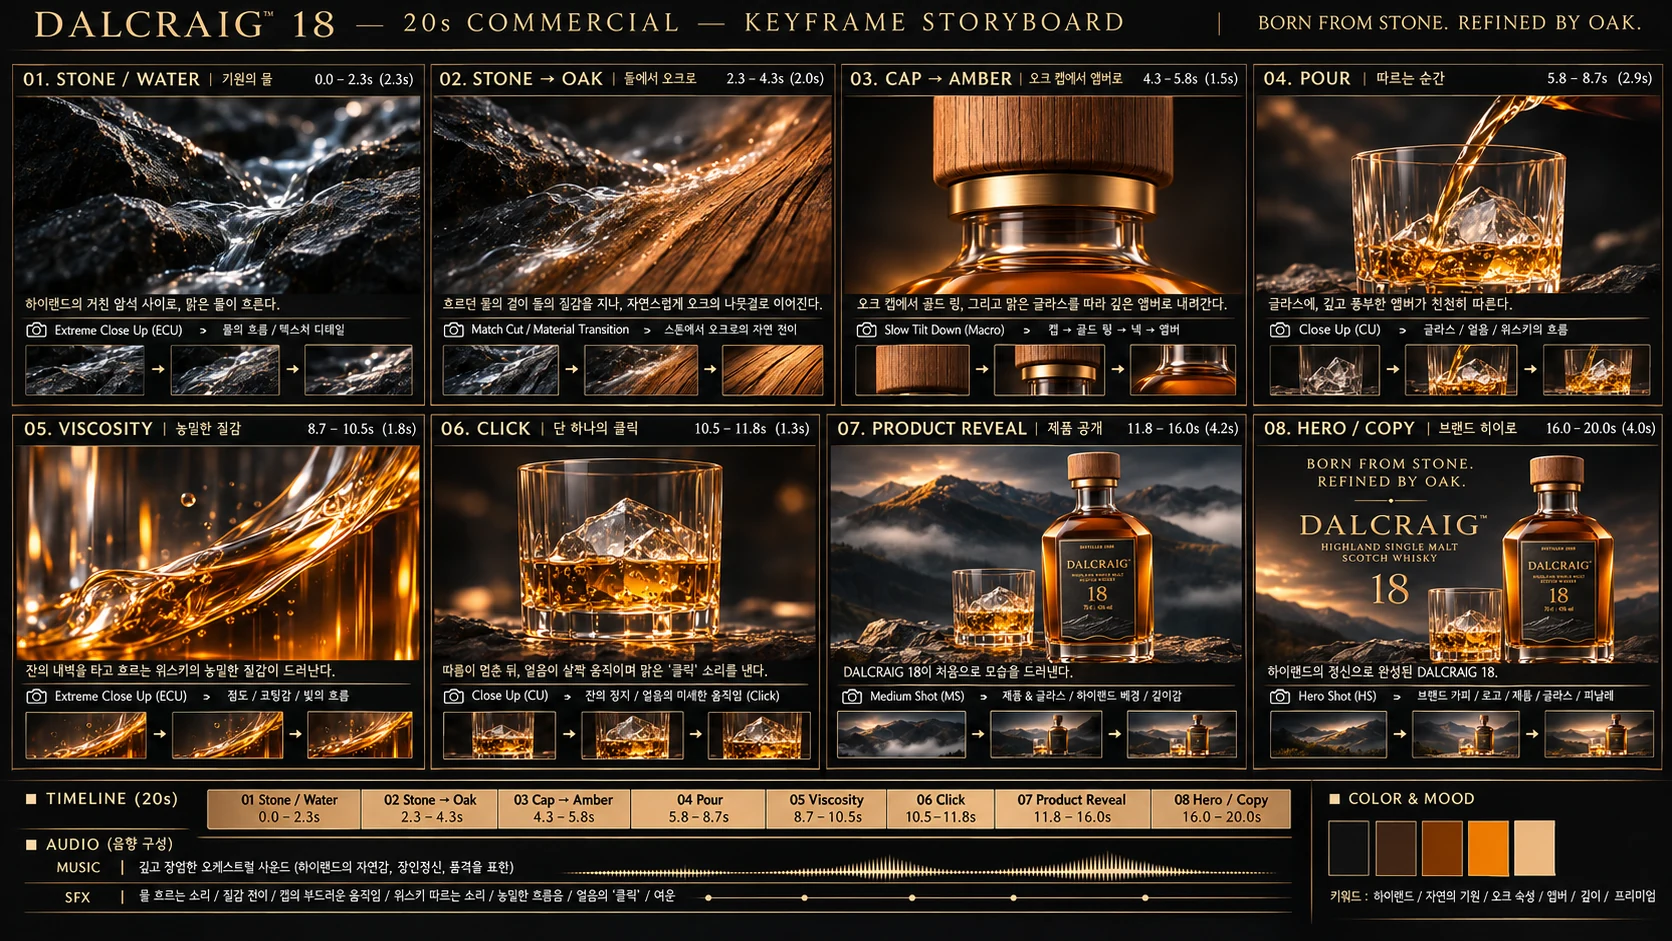 DALCRAIG™ 18 — 20s COMMERCIAL — KEYFRAME STORYBOARD | BORN FROM STONE. REFINED BY OAK.
01. STONE / WATER | 기원의 물 0.0 – 2.3s (2.3s)
하이랜드의 거친 암석 사이로, 맑은 물이 흐른다.
Extreme Close Up (ECU) > 물의 흐름 / 텍스처 디테일
02. STONE → OAK | 돌에서 오크로 2.3 – 4.3s (2.0s)
흐르던 물의 결이 돌의 질감을 지나, 자연스럽게 오크의 나뭇결로 이어진다.
Match Cut / Material Transition > 스톤에서 오크로의 자연 전이
03. CAP → AMBER | 오크 캡에서 앰버로 4.3 – 5.8s (1.5s)
오크 캡에서 골드 링, 그리고 맑은 글라스를 따라 깊은 앰버로 내려간다.
Slow Tilt Down (Macro) > 캡 → 골드 링 → 넥 → 앰버
04. POUR | 따르는 순간 5.8 – 8.7s (2.9s)
글라스에, 깊고 풍부한 앰버가 천천히 따른다.
Close Up (CU) > 글라스 / 얼음 / 위스키의 흐름
05. VISCOSITY | 농밀한 질감 8.7 – 10.5s (1.8s)
잔의 내벽을 타고 흐르는 위스키의 농밀한 질감이 드러난다.
Extreme Close Up (ECU) > 점도 / 코팅감 / 빛의 흐름
06. CLICK | 단 하나의 클릭 10.5 – 11.8s (1.3s)
따름이 멈춘 뒤, 얼음이 살짝 움직이며 맑은 '클릭' 소리를 낸다.
Close Up (CU) > 잔의 정지 / 얼음의 미세한 움직임 (Click)
07. PRODUCT REVEAL | 제품 공개 11.8 – 16.0s (4.2s)
DALCRAIG
18
DALCRAIG 18이 처음으로 모습을 드러낸다.
Medium Shot (MS) > 제품 & 글라스 / 하이랜드 배경 / 깊이감
08. HERO / COPY | 브랜드 히어로 16.0 – 20.0s (4.0s)
BORN FROM STONE.
REFINED BY OAK.
DALCRAIG™
HIGHLAND SINGLE MALT
SCOTCH WHISKY
18
DALCRAIG
18
하이랜드의 정신으로 완성된 DALCRAIG 18.
Hero Shot (HS) > 브랜드 카피 / 로고 / 제품 / 글라스 / 피날레
TIMELINE (20s)
01 Stone / Water
0.0 – 2.3s
02 Stone → Oak
2.3 – 4.3s
03 Cap → Amber
4.3 – 5.8s
04 Pour
5.8 – 8.7s
05 Viscosity
8.7 – 10.5s
06 Click
10.5 – 11.8s
07 Product Reveal
11.8 – 16.0s
08 Hero / Copy
16.0 – 20.0s
AUDIO (음향 구성)
MUSIC | 깊고 장엄한 오케스트럴 사운드 (하이랜드의 자연감, 장인정신, 품격을 표현)
SFX | 물 흐르는 소리 / 질감 전이 / 캡의 부드러운 움직임 / 위스키 따르는 소리 / 농밀한 흐름음 / 얼음의 '클릭' / 여운
COLOR & MOOD
키워드 : 하이랜드 / 자연의 기원 / 오크 숙성 / 앰버 / 깊이 / 프리미엄